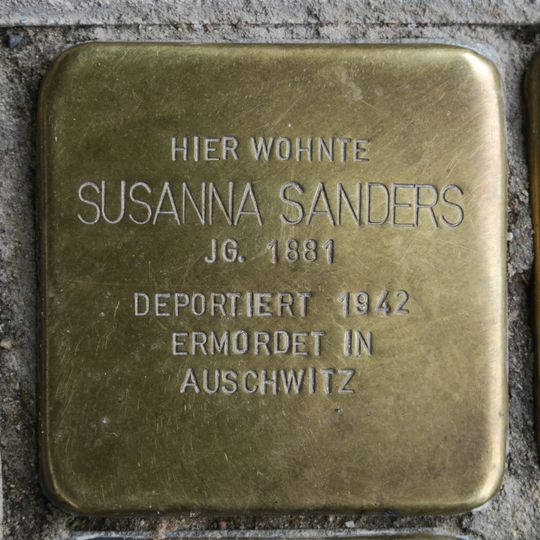 HIER WOHNTE
SUSANNA SANDERS
JG. 1881
DEPORTIERT 1942
ERMORDET IN
AUSCHWITZ